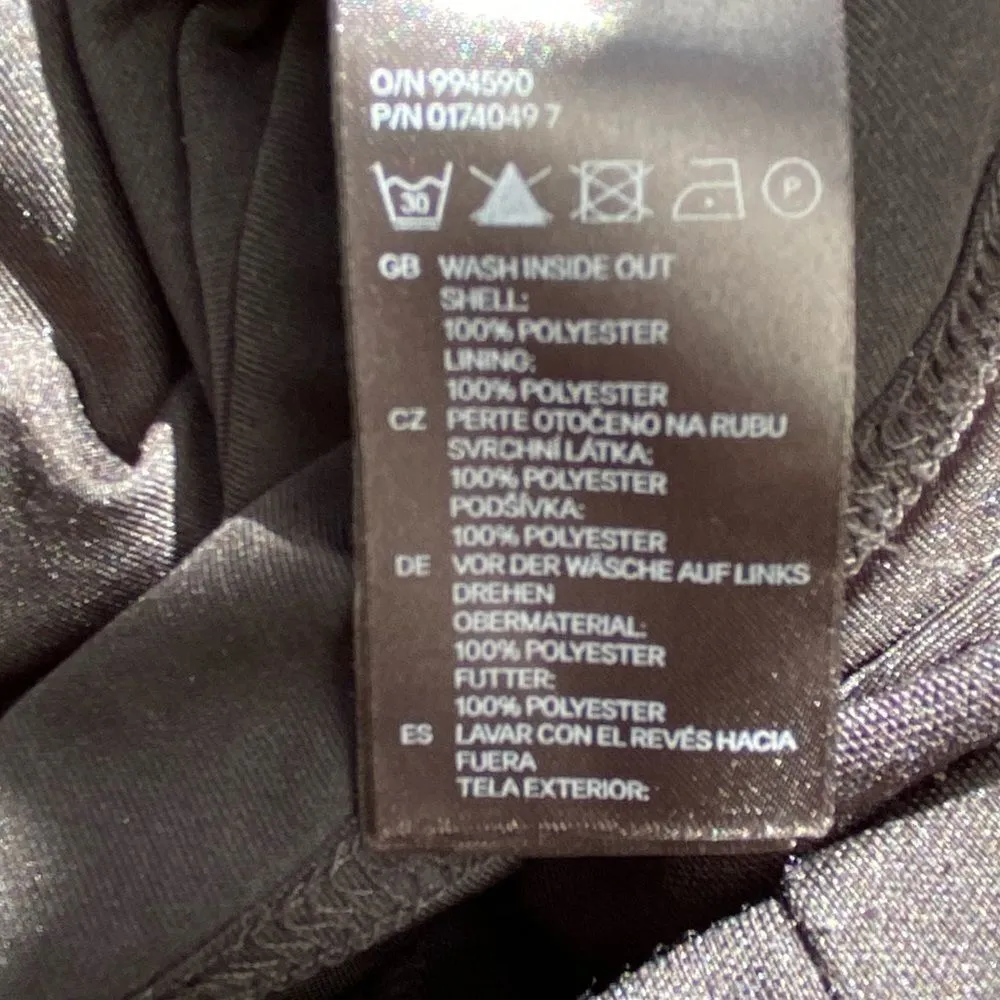 O/N 994590
P/N 0174049 7
30 P
GB WASH INSIDE OUT
SHELL:
100% POLYESTER
LINING:
100% POLYESTER
CZ PERTE OTOČENO NA RUBU
SVRCHNÍ LÁTKA:
100% POLYESTER
PODŠÍVKA:
100% POLYESTER
DE VOR DER WÄSCHE AUF LINKS
DREHEN
OBERMATERIAL:
100% POLYESTER
FUTTER:
100% POLYESTER
ES LAVAR CON EL REVÉS HACIA
FUERA
TELA EXTERIOR: